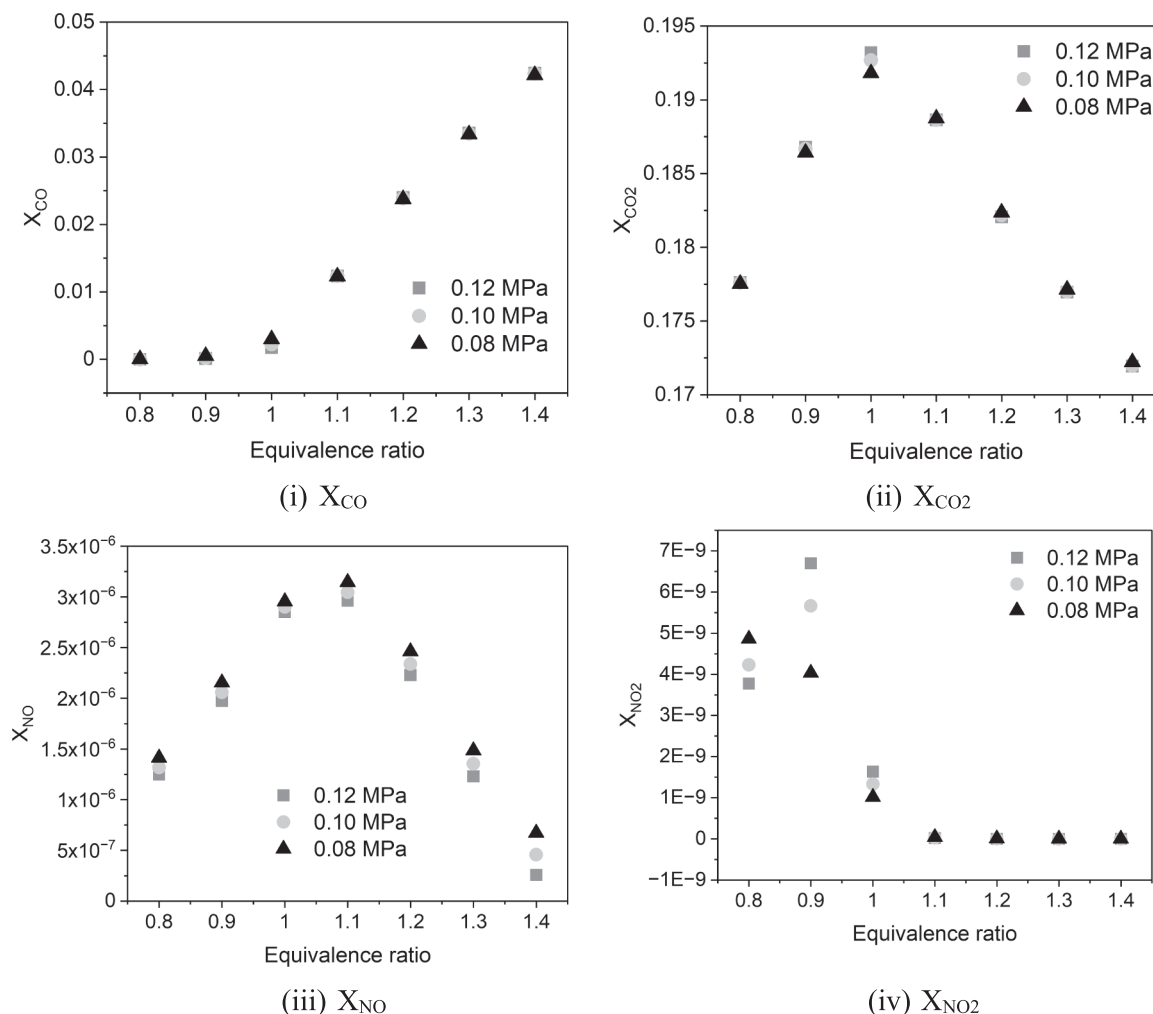 0.05
0.04
0.03
0.02
0.01
0
X_CO
0.12 MPa
0.10 MPa
0.08 MPa
0.8 0.9 1 1.1 1.2 1.3 1.4
Equivalence ratio
(i) X_CO
0.195
0.19
0.185
0.18
0.175
0.17
X_CO2
0.12 MPa
0.10 MPa
0.08 MPa
0.8 0.9 1 1.1 1.2 1.3 1.4
Equivalence ratio
(ii) X_CO2
3.5x10⁻⁶
3x10⁻⁶
2.5x10⁻⁶
2x10⁻⁶
1.5x10⁻⁶
1x10⁻⁶
5x10⁻⁷
0
X_NO
0.12 MPa
0.10 MPa
0.08 MPa
0.8 0.9 1 1.1 1.2 1.3 1.4
Equivalence ratio
(iii) X_NO
7E-9
6E-9
5E-9
4E-9
3E-9
2E-9
1E-9
0
−1E-9
X_NO2
0.12 MPa
0.10 MPa
0.08 MPa
0.8 0.9 1 1.1 1.2 1.3 1.4
Equivalence ratio
(iv) X_NO2